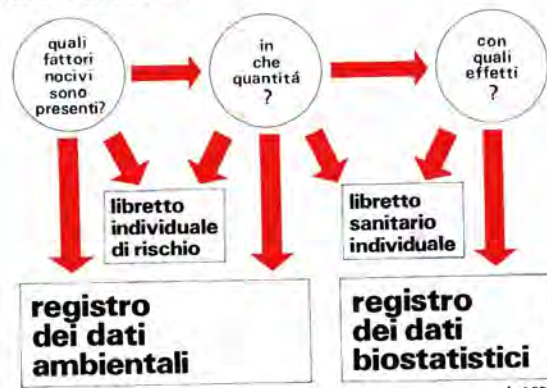 quali
fattori
nocivi
sono
presenti?
in
che
quantitá
?
con
quali
effetti
?
libretto
individuale
di rischio
libretto
sanitario
individuale
registro
dei dati
ambientali
registro
dei dati
biostatistici